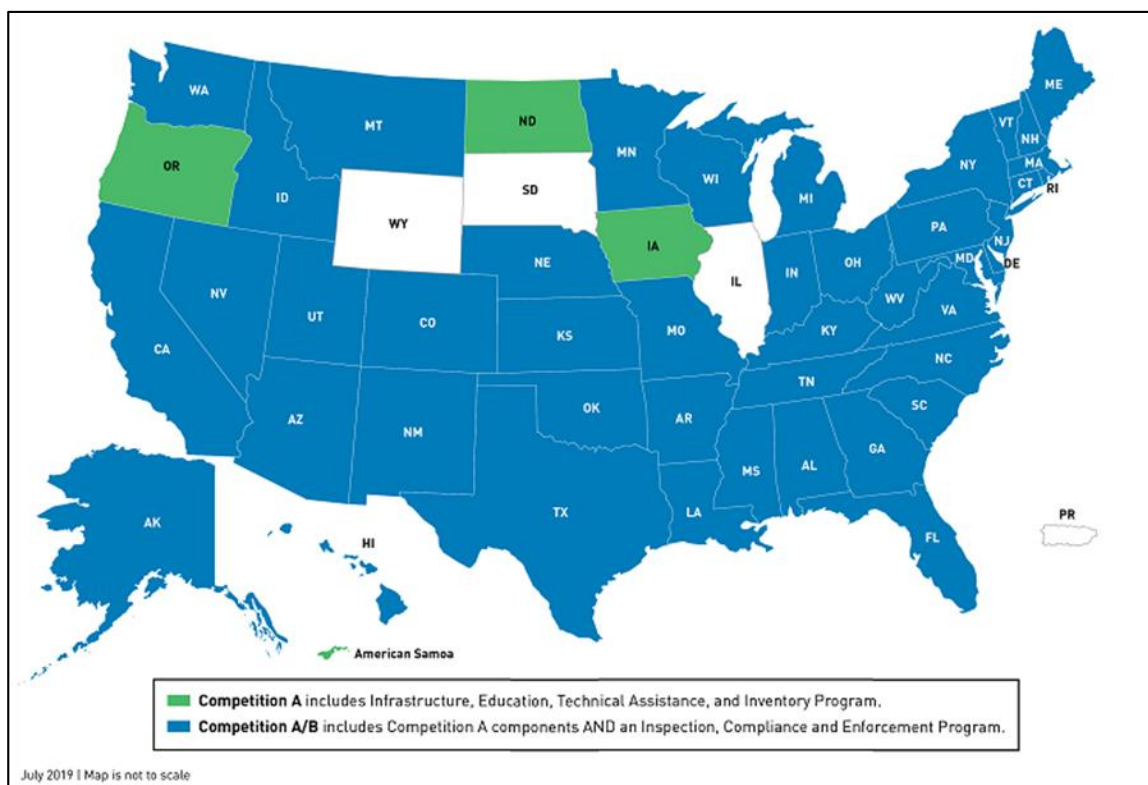 WA
MT
ND
MN
ME
VT
NH
OR
ID
WY
SD
WI
MI
NY
MA
CT
RI
IA
NE
IL
IN
OH
PA
NJ
MD
DE
NV
UT
CO
KS
MO
KY
WV
VA
CA
AZ
NM
OK
AR
TN
NC
SC
MS
AL
GA
TX
LA
FL
PR
AK
HI
American Samoa
Competition A includes Infrastructure, Education, Technical Assistance, and Inventory Program.
Competition A/B includes Competition A components AND an Inspection, Compliance and Enforcement Program.
July 2019 | Map is not to scale